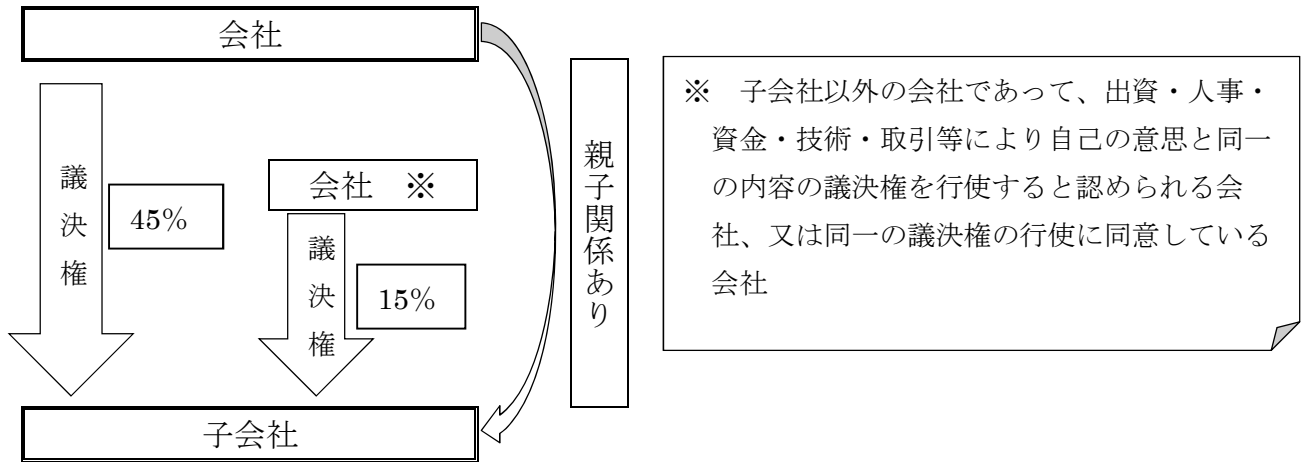 会社
議決権
45%
会社　※
議決権
15%
子会社
親子関係あり
※　子会社以外の会社であって、出資・人事・
資金・技術・取引等により自己の意思と同一
の内容の議決権を行使すると認められる会
社、又は同一の議決権の行使に同意している
会社